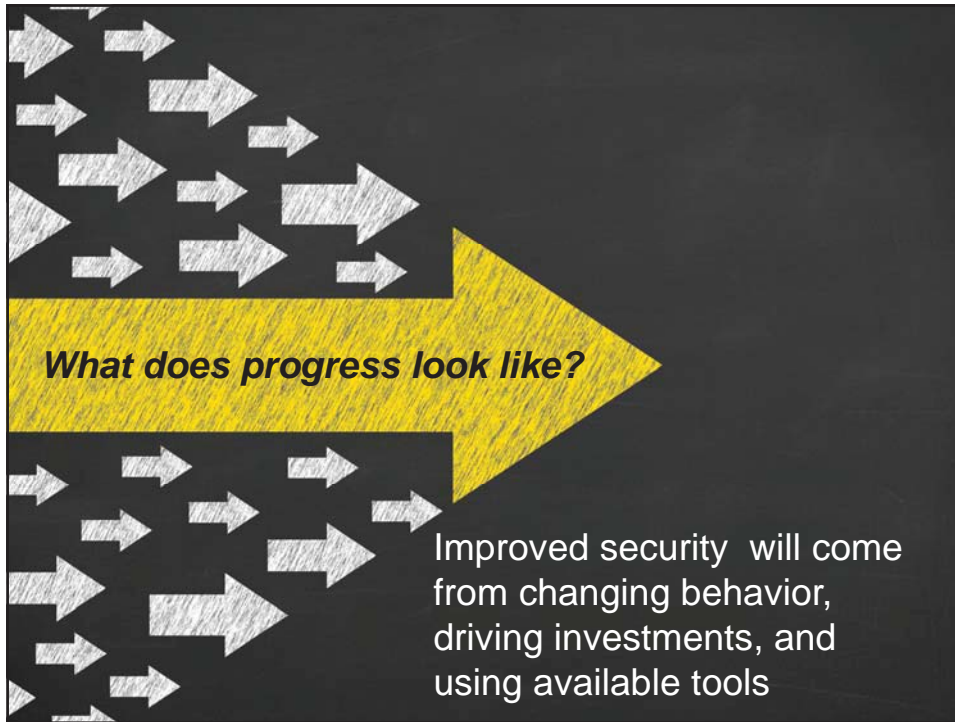 What does progress look like?
Improved security  will come
from changing behavior,
driving investments, and
using available tools